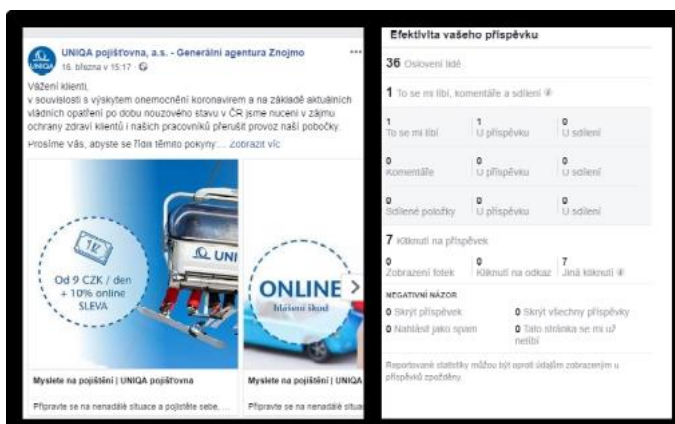 UNIQA pojišťovna, a.s. - Generální agentura Znojmo
16. března v 15:17
Vážení klienti,
v souvislosti s výskytem onemocnění koronavirem a na základě aktuálních
vládních opatření po dobu nouzového stavu v ČR jsme nuceni v zájmu
ochrany zdraví klientů i našich pracovníků přerušit provoz naší pobočky.
Prosíme Vás, abyste se řídili těmito pokyny:... Zobrazit víc
Od 9 CZK / den
+ 10% online
SLEVA
UNI
ONLINE
hlášení škod
Myslete na pojištění | UNIQA pojišťovna
Připravte se na nenadálé situace a pojistěte sebe, ...
Myslete na pojištění | UNIQA
Připravte se na nenadálé situa
Efektivita vašeho příspěvku
36 Oslovení lidé
1 To se mi líbí, komentáře a sdílení
1 1 0
To se mi líbí U příspěvku U sdílení
0 0 0
Komentáře U příspěvku U sdílení
0 0 0
Sdílené položky U příspěvku U sdílení
7 Kliknutí na příspěvek
0 0 7
Zobrazení fotek Kliknutí na odkaz Jiná kliknutí
NEGATIVNÍ NÁZOR
0 Skrýt příspěvek 0 Skrýt všechny příspěvky
0 Nahlásit jako spam 0 Tato stránka se mi už
nelíbí
Reportované statistiky můžou být oproti údajům zobrazeným u
příspěvků zpožděny.